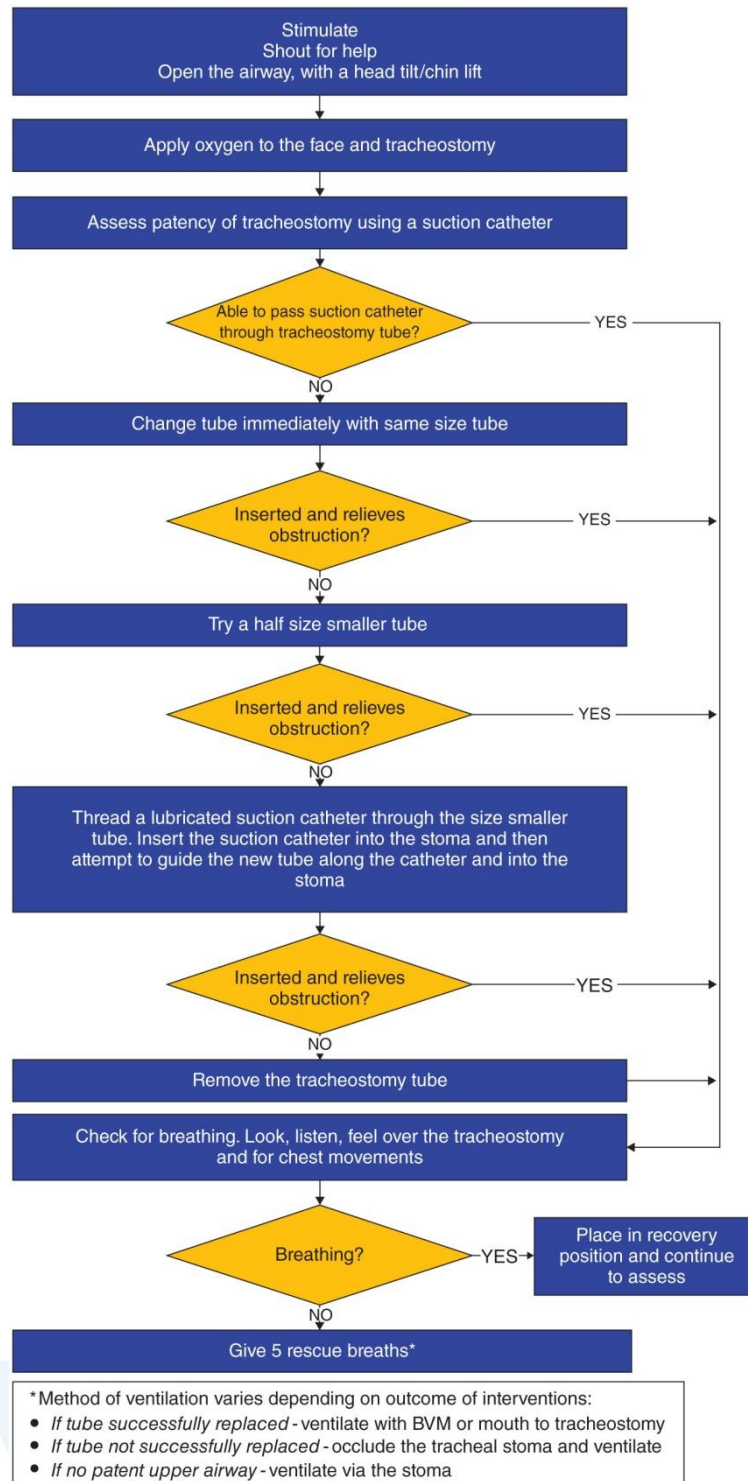 Stimulate
Shout for help
Open the airway, with a head tilt/chin lift
Apply oxygen to the face and tracheostomy
Assess patency of tracheostomy using a suction catheter
Able to pass suction catheter
through tracheostomy tube?
YES
NO
Change tube immediately with same size tube
Inserted and relieves
obstruction?
YES
NO
Try a half size smaller tube
Inserted and relieves
obstruction?
YES
NO
Thread a lubricated suction catheter through the size smaller
tube. Insert the suction catheter into the stoma and then
attempt to guide the new tube along the catheter and into the
stoma
Inserted and relieves
obstruction?
YES
NO
Remove the tracheostomy tube
Check for breathing. Look, listen, feel over the tracheostomy
and for chest movements
Breathing?
YES
Place in recovery
position and continue
to assess
NO
Give 5 rescue breaths*
*Method of ventilation varies depending on outcome of interventions:
• If tube successfully replaced - ventilate with BVM or mouth to tracheostomy
• If tube not successfully replaced - occlude the tracheal stoma and ventilate
• If no patent upper airway - ventilate via the stoma